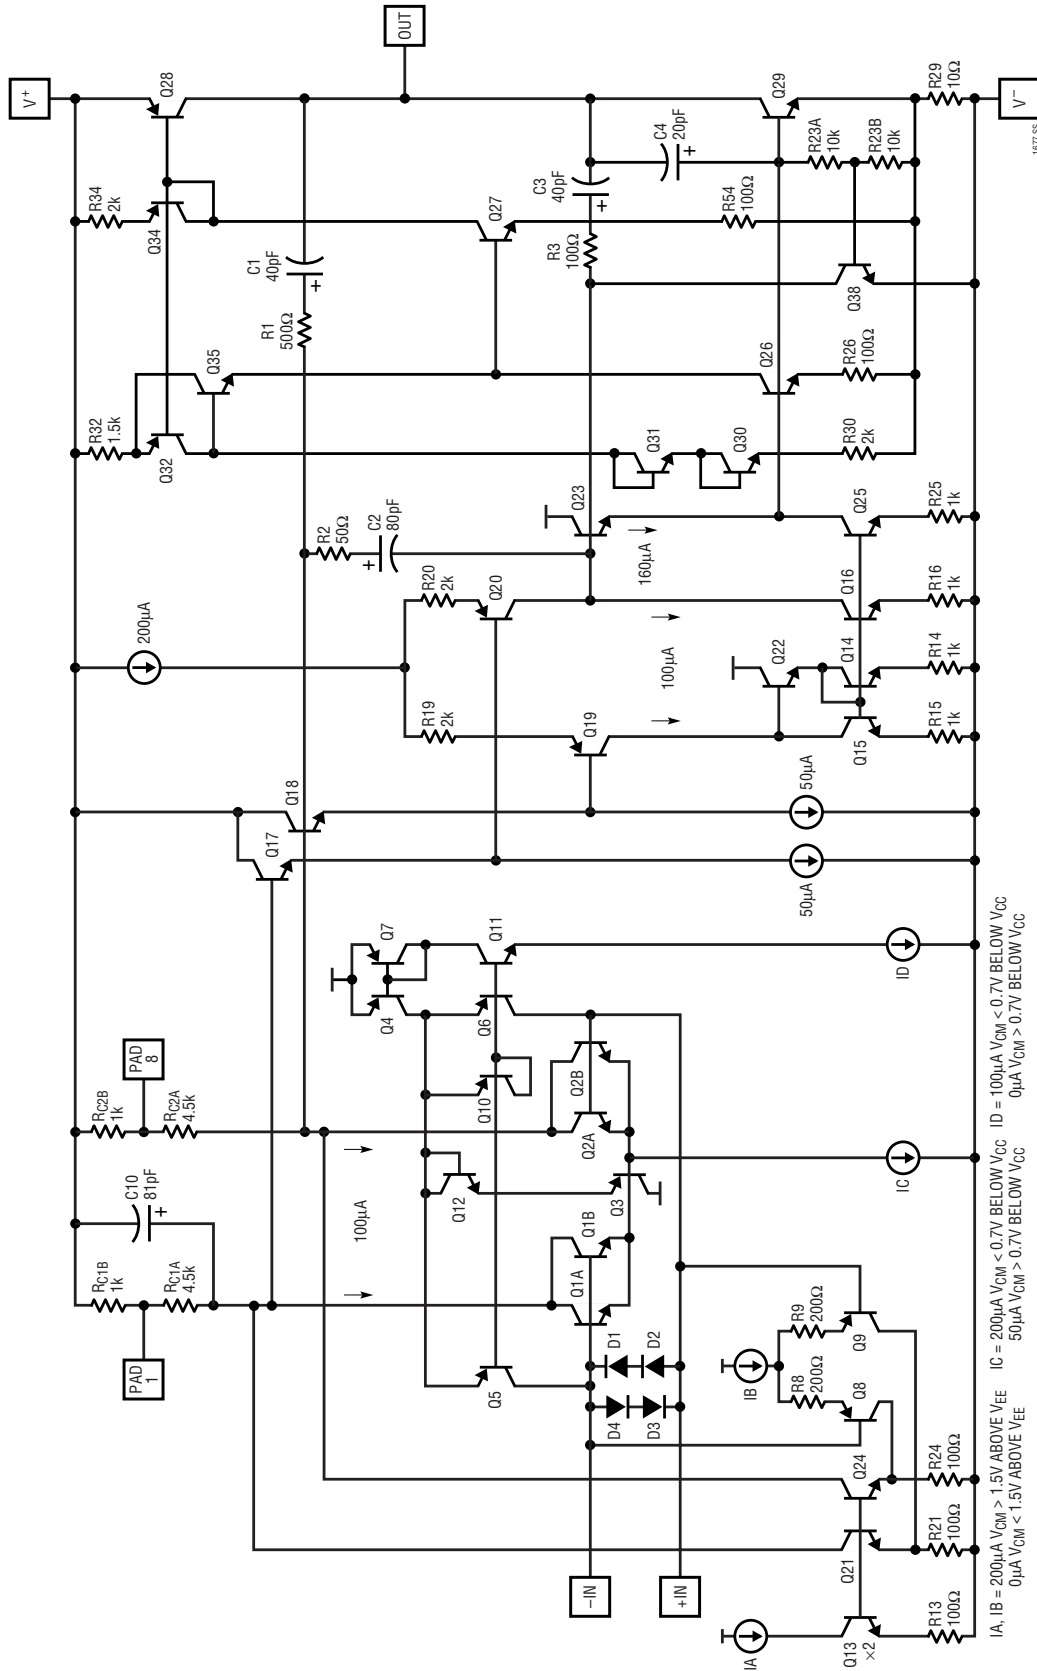 V+
R34
2k
Q28
OUT
Q34
C1
40pF
R1
500Ω
Q27
C3
40pF
R3
100Ω
C4
20pF
Q29
R23A
10k
R23B
10k
R29
10Ω
V−
1677 SS
R54
100Ω
Q38
R32
1.5k
Q35
Q32
Q26
R26
100Ω
Q31
Q30
R30
2k
R2
50Ω
C2
80pF
Q23
160µA
Q25
R25
1k
200µA
R20
2k
Q20
Q16
R16
1k
100µA
Q22
Q14
R14
1k
R19
2k
Q19
Q15
R15
1k
Q18
Q17
50µA
50µA
Q7
Q11
Q4
Q6
ID
PAD
8
RC2B
1k
RC2A
4.5k
Q10
Q2B
Q2A
100µA
Q12
Q3
IC
C10
81pF
RC1B
1k
RC1A
4.5k
Q1B
Q1A
PAD
1
Q5
D1
D2
D4
D3
IB
R9
200Ω
R8
200Ω
Q9
Q8
Q24
R24
100Ω
Q21
R21
100Ω
−IN
+IN
IA
Q13
×2
R13
100Ω
IA, IB = 200µA VCM > 1.5V ABOVE VEE
0µA VCM < 1.5V ABOVE VEE
IC = 200µA VCM < 0.7V BELOW VCC
50µA VCM > 0.7V BELOW VCC
ID = 100µA VCM < 0.7V BELOW VCC
0µA VCM > 0.7V BELOW VCC